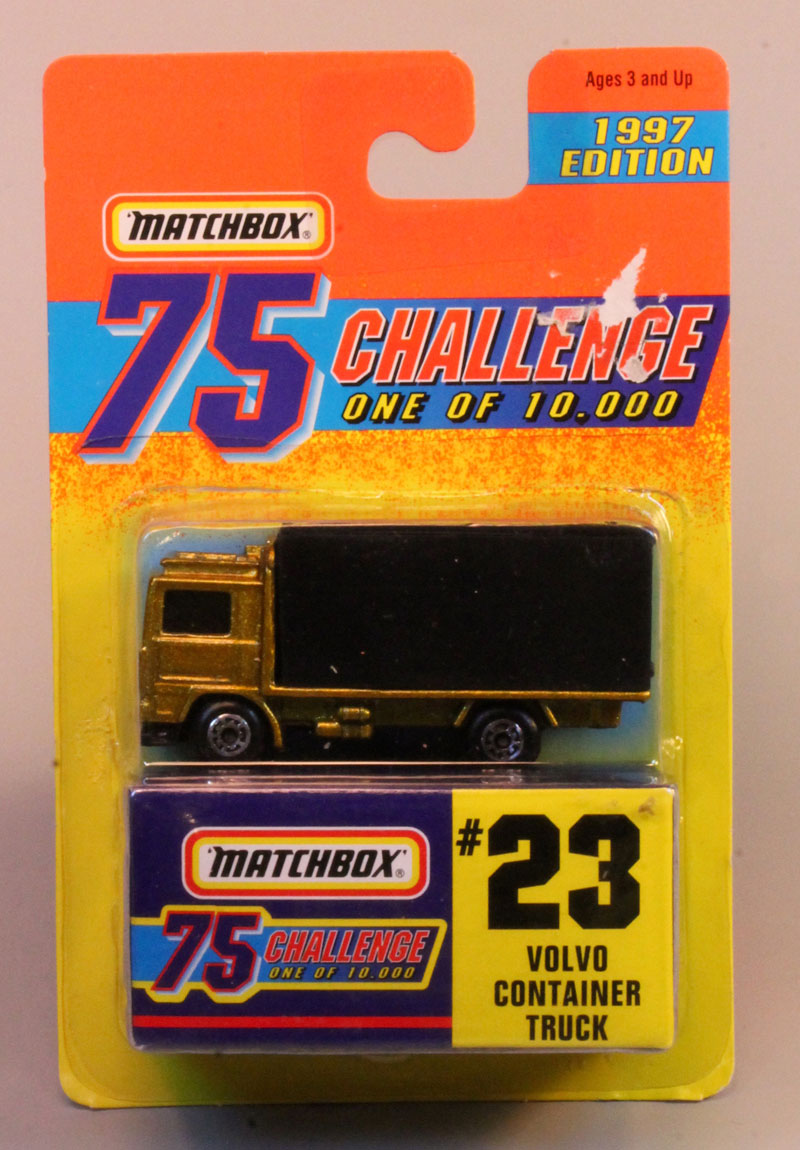 Ages 3 and Up
1997
EDITION
"MATCHBOX"®
75 CHALLENGE
ONE OF 10.000
"MATCHBOX"®
75 CHALLENGE
ONE OF 10.000
#23
VOLVO
CONTAINER
TRUCK